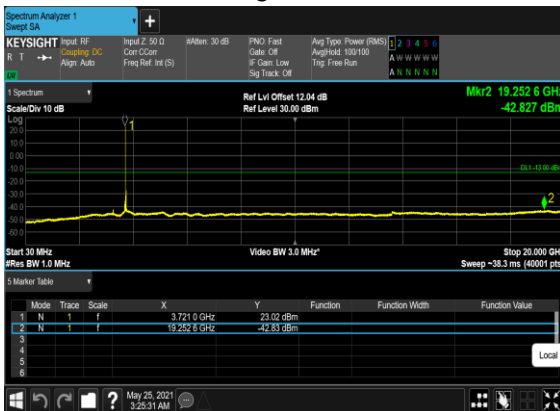 Spectrum Analyzer 1
Swept SA
KEYSIGHT
R T
LV
Input: RF
Coupling: DC
Align: Auto
Input Z: 50 Ω
Corr CCorr
Freq Ref: Int (S)
#Atten: 30 dB
PNO: Fast
Gate: Off
IF Gain: Low
Sig Track: Off
Avg Type: Power (RMS)
Avg|Hold: 100/100
Trig: Free Run
1 2 3 4 5 6
A W W W W W
A N N N N N
1 Spectrum
Scale/Div 10 dB
Ref Lvl Offset 12.04 dB
Ref Level 30.00 dBm
Mkr2 19.252 6 GHz
-42.827 dBm
Log
20.0
10.0
0.00
-10.0
-20.0
-30.0
-40.0
-50.0
-60.0
1
DL1 -13.00 dBm
2
Start 30 MHz
#Res BW 1.0 MHz
Video BW 3.0 MHz*
Stop 20.000 GHz
Sweep ~38.3 ms (40001 pts)
5 Marker Table
Mode Trace Scale X Y Function Function Width Function Value
1 N 1 f 3.721 0 GHz 23.02 dBm
2 N 1 f 19.252 6 GHz -42.83 dBm
3
4
5
6
Local
?
May 25, 2021
3:25:31 AM